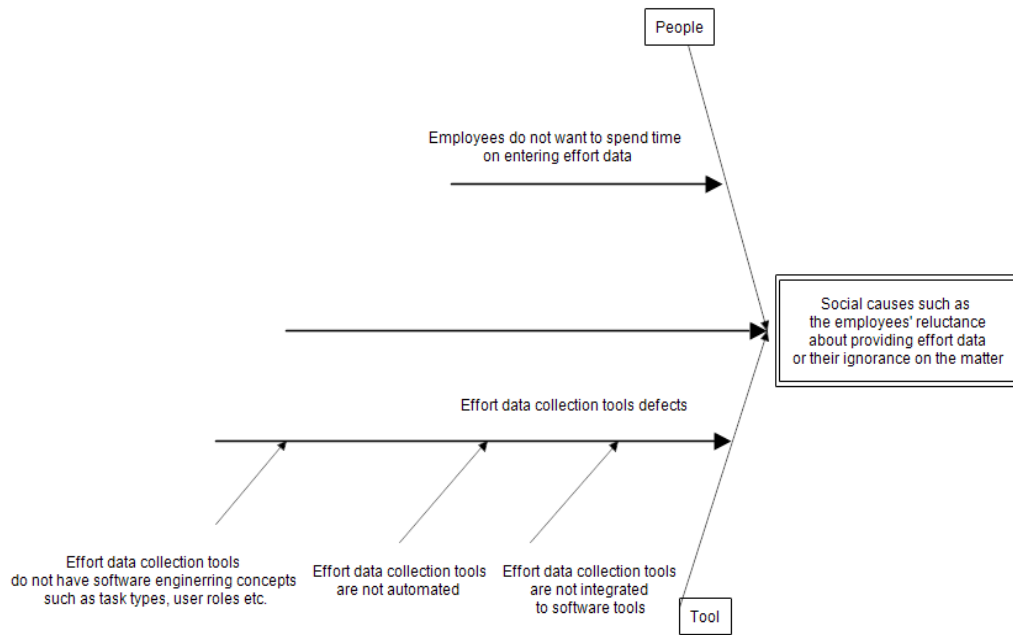 People
Employees do not want to spend time
on entering effort data
Social causes such as
the employees' reluctance
about providing effort data
or their ignorance on the matter
Effort data collection tools defects
Effort data collection tools
do not have software enginerring concepts
such as task types, user roles etc.
Effort data collection tools
are not automated
Effort data collection tools
are not integrated
to software tools
Tool